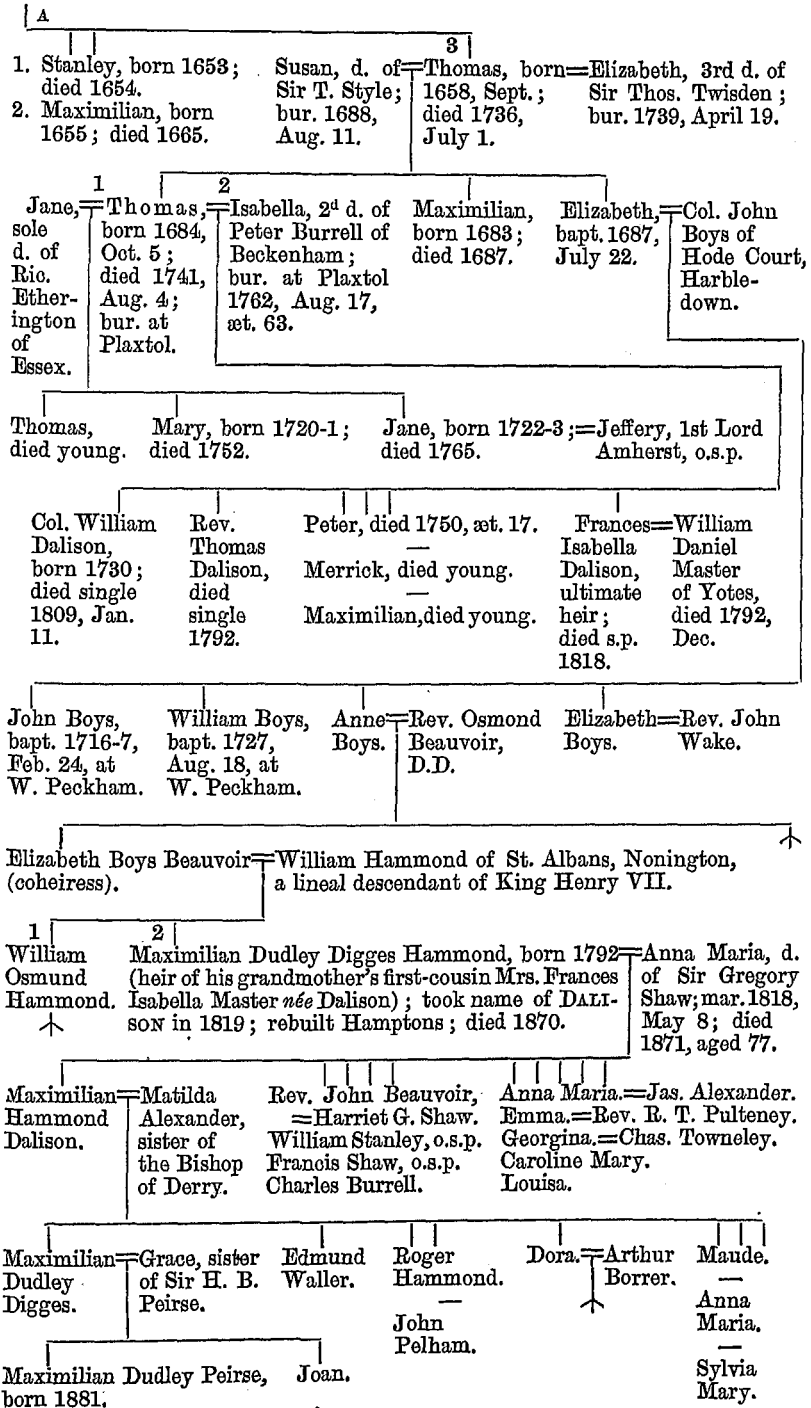 A
1. Stanley, born 1653;
died 1654.
2. Maximilian, born
1655; died 1665.
Susan, d. of
Sir T. Style;
bur. 1688,
Aug. 11.
3
Thomas, born
1658, Sept.;
died 1736,
July 1.
Elizabeth, 3rd d. of
Sir Thos. Twisden;
bur. 1739, April 19.
Jane,
sole
d. of
Ric.
Ether-
ington
of
Essex.
1
Thomas,
born 1684,
Oct. 5;
died 1741,
Aug. 4;
bur. at
Plaxtol.
2
Isabella, 2d d. of
Peter Burrell of
Beckenham;
bur. at Plaxtol
1762, Aug. 17,
æt. 63.
Maximilian,
born 1683;
died 1687.
Elizabeth,
bapt. 1687,
July 22.
Col. John
Boys of
Hode Court,
Harble-
down.
Thomas,
died young.
Mary, born 1720-1;
died 1752.
Jane, born 1722-3;=Jeffery, 1st Lord
died 1765.
Amherst, o.s.p.
Col. William
Dalison,
born 1730;
died single
1809, Jan.
11.
Rev.
Thomas
Dalison,
died
single
1792.
Peter, died 1750, æt. 17.
—
Merrick, died young.
—
Maximilian, died young.
Frances=William
Isabella
Dalison,
ultimate
heir;
died s.p.
1818.
Daniel
Master
of Yotes,
died 1792,
Dec.
John Boys,
bapt. 1716-7,
Feb. 24, at
W. Peckham.
William Boys,
bapt. 1727,
Aug. 18, at
W. Peckham.
Anne
Boys.
Rev. Osmond
Beauvoir,
D.D.
Elizabeth=Rev. John
Boys.
Wake.
Elizabeth Boys Beauvoir
(coheiress).
William Hammond of St. Albans, Nonington,
a lineal descendant of King Henry VII.
1
William
Osmund
Hammond.
2
Maximilian Dudley Digges Hammond, born 1792
(heir of his grandmother's first-cousin Mrs. Frances
Isabella Master née Dalison); took name of DALI-
SON in 1819; rebuilt Hamptons; died 1870.
Anna Maria, d.
of Sir Gregory
Shaw; mar. 1818,
May 8; died
1871, aged 77.
Maximilian
Hammond
Dalison.
Matilda
Alexander,
sister of
the Bishop
of Derry.
Rev. John Beauvoir,
=Harriet G. Shaw.
William Stanley, o.s.p.
Francis Shaw, o.s.p.
Charles Burrell.
Anna Maria.=Jas. Alexander.
Emma.=Rev. R. T. Pulteney.
Georgina.=Chas. Towneley.
Caroline Mary.
Louisa.
Maximilian
Dudley
Digges.
Grace, sister
of Sir H. B.
Peirse.
Edmund
Waller.
Roger
Hammond.
—
John
Pelham.
Dora.
Arthur
Borrer.
Maude.
—
Anna
Maria.
—
Sylvia
Mary.
Maximilian Dudley Peirse,
born 1881.
Joan.